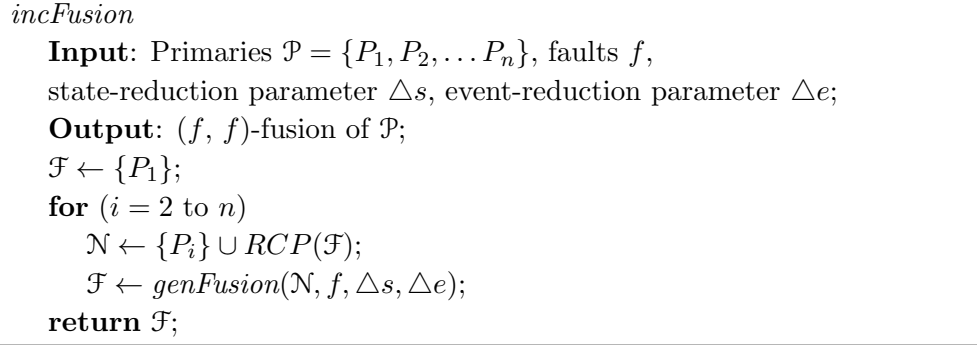 incFusion
Input: Primaries 𝒫 = {P₁, P₂, … Pₙ}, faults f,
state-reduction parameter △s, event-reduction parameter △e;
Output: (f, f)-fusion of 𝒫;
ℱ ← {P₁};
for (i = 2 to n)
𝒩 ← {Pᵢ} ∪ RCP(ℱ);
ℱ ← genFusion(𝒩, f, △s, △e);
return ℱ;